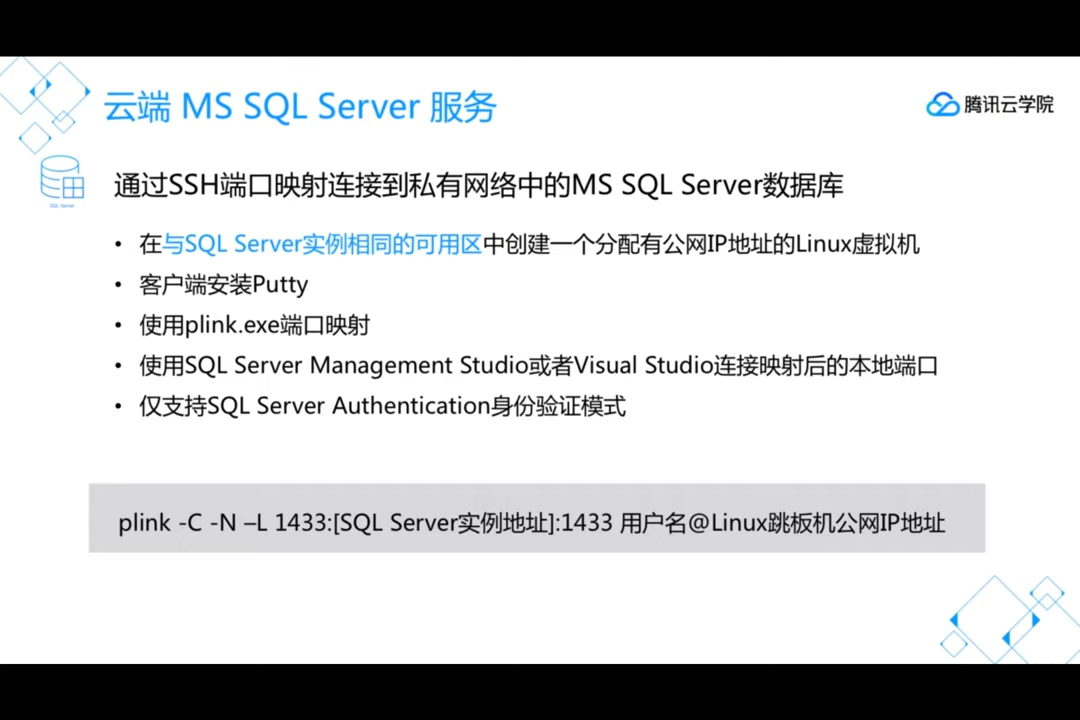 云端 MS SQL Server 服务
腾讯云学院
SQL Server
通过SSH端口映射连接到私有网络中的MS SQL Server数据库
• 在与SQL Server实例相同的可用区中创建一个分配有公网IP地址的Linux虚拟机
• 客户端安装Putty
• 使用plink.exe端口映射
• 使用SQL Server Management Studio或者Visual Studio连接映射后的本地端口
• 仅支持SQL Server Authentication身份验证模式
plink -C -N –L 1433:[SQL Server实例地址]:1433 用户名@Linux跳板机公网IP地址